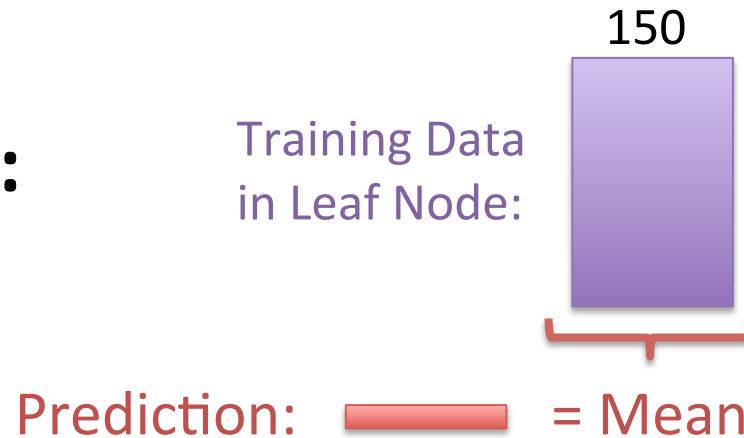 150
:
Training Data
in Leaf Node:
Prediction: = Mean